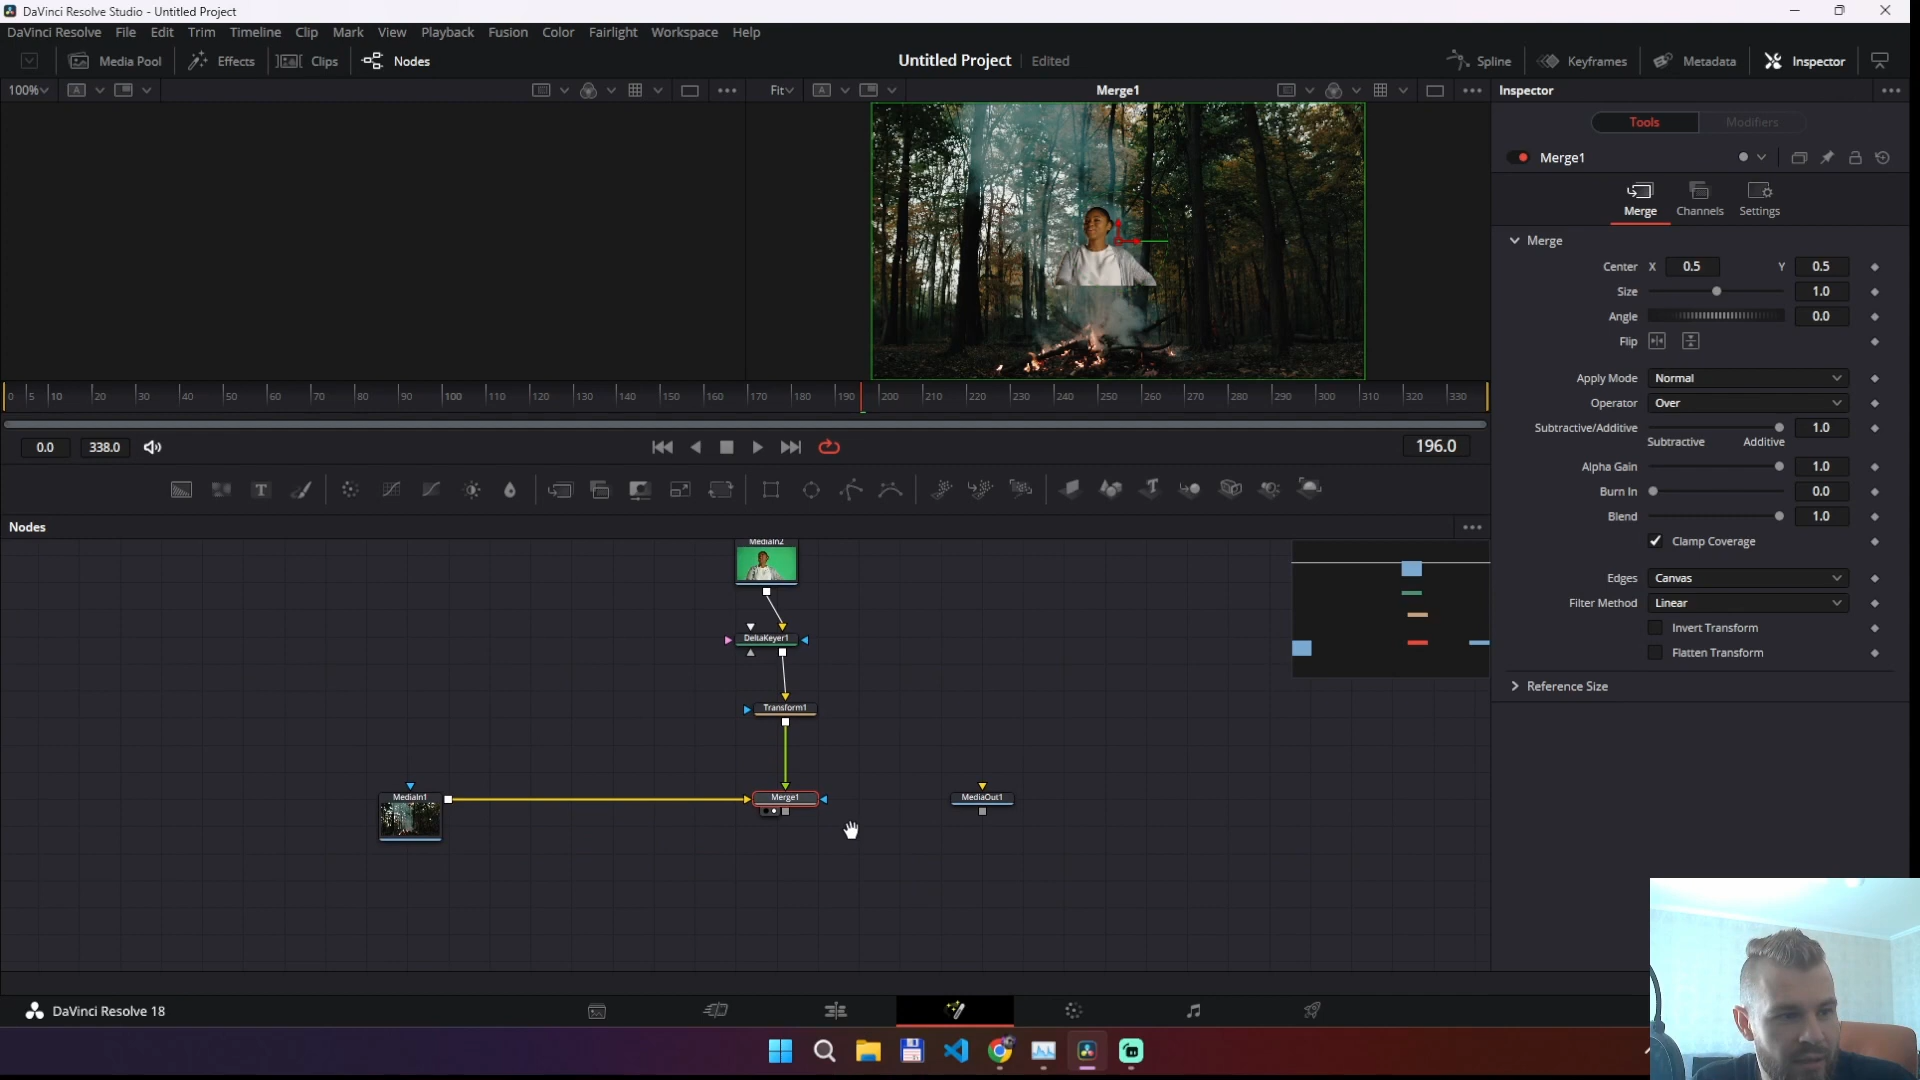 DaVinci Resolve Studio - Untitled Project
DaVinci Resolve File Edit Trim Timeline Clip Mark View Playback Fusion Color Fairlight Workspace Help
Media Pool Effects Clips Nodes Untitled Project Edited Spline Keyframes Metadata Inspector
100% A ••• Fit A Merge1 ••• Inspector •••
Tools Modifiers
Merge1
Merge Channels Settings
Merge
Center X 0.5 Y 0.5
Size 1.0
Angle 0.0
Flip
Apply Mode Normal
Operator Over
Subtractive/Additive 1.0
Subtractive Additive
Alpha Gain 1.0
Burn In 0.0
Blend 1.0
Clamp Coverage
Edges Canvas
Filter Method Linear
Invert Transform
Flatten Transform
Reference Size
0 5 10 20 30 40 50 60 70 80 90 100 110 120 130 140 150 160 170 180 190 200 210 220 230 240 250 260 270 280 290 300 310 320 330
0.0 338.0 196.0
T
Nodes •••
MediaIn2
DeltaKeyer1
Transform1
MediaIn1 Merge1 MediaOut1
DaVinci Resolve 18